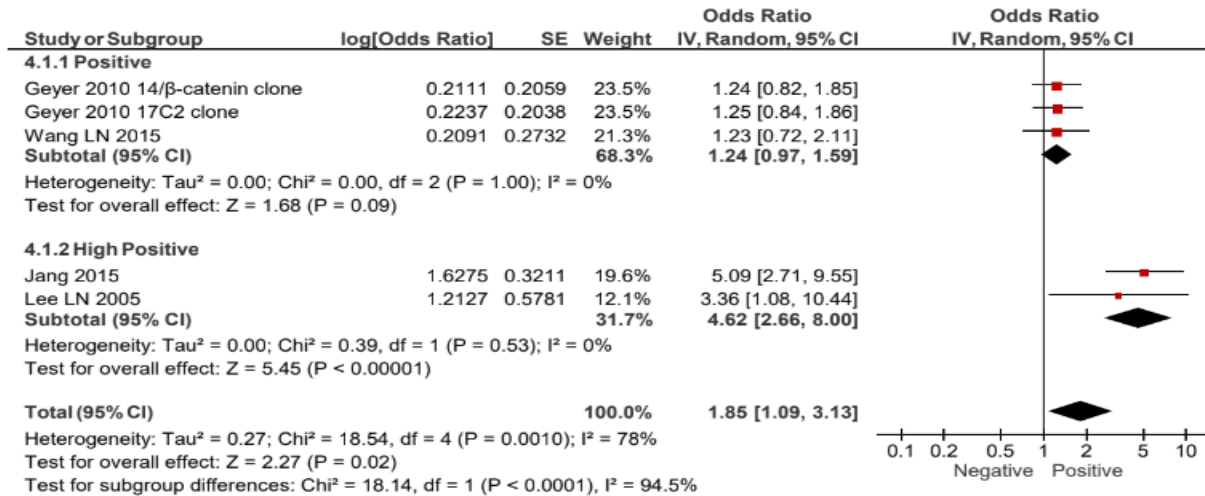 Odds Ratio Odds Ratio
Study or Subgroup log[Odds Ratio] SE Weight IV, Random, 95% CI IV, Random, 95% CI
4.1.1 Positive
Geyer 2010 14/β-catenin clone 0.2111 0.2059 23.5% 1.24 [0.82, 1.85]
Geyer 2010 17C2 clone 0.2237 0.2038 23.5% 1.25 [0.84, 1.86]
Wang LN 2015 0.2091 0.2732 21.3% 1.23 [0.72, 2.11]
Subtotal (95% CI) 68.3% 1.24 [0.97, 1.59]
Heterogeneity: Tau² = 0.00; Chi² = 0.00, df = 2 (P = 1.00); I² = 0%
Test for overall effect: Z = 1.68 (P = 0.09)
4.1.2 High Positive
Jang 2015 1.6275 0.3211 19.6% 5.09 [2.71, 9.55]
Lee LN 2005 1.2127 0.5781 12.1% 3.36 [1.08, 10.44]
Subtotal (95% CI) 31.7% 4.62 [2.66, 8.00]
Heterogeneity: Tau² = 0.00; Chi² = 0.39, df = 1 (P = 0.53); I² = 0%
Test for overall effect: Z = 5.45 (P < 0.00001)
Total (95% CI) 100.0% 1.85 [1.09, 3.13]
Heterogeneity: Tau² = 0.27; Chi² = 18.54, df = 4 (P = 0.0010); I² = 78%
Test for overall effect: Z = 2.27 (P = 0.02)
Test for subgroup differences: Chi² = 18.14, df = 1 (P < 0.0001), I² = 94.5%
0.1 0.2 0.5 1 2 5 10
Negative Positive